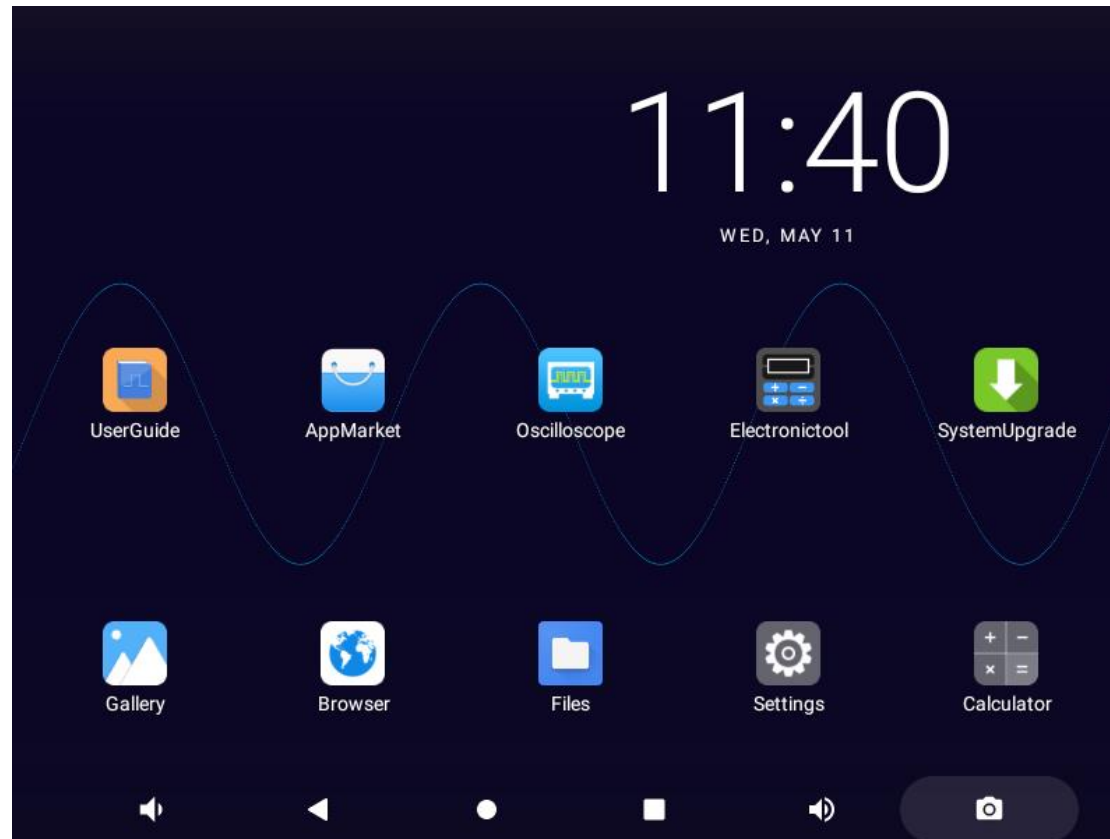 11:40
WED, MAY 11
UserGuide
AppMarket
Oscilloscope
Electronictool
SystemUpgrade
Gallery
Browser
Files
Settings
Calculator